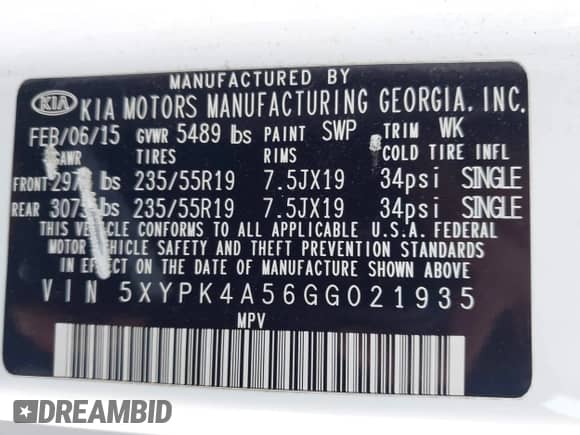 MANUFACTURED BY
KIA KIA MOTORS MANUFACTURING GEORGIA, INC.
FEB/06/15 GVWR 5489 lbs PAINT SWP TRIM WK
GAWR TIRES RIMS COLD TIRE INFL
FRONT lbs 235/55R19 7.5JX19 34psi SINGLE
REAR 3075 lbs 235/55R19 7.5JX19 34psi SINGLE
THIS VEHICLE CONFORMS TO ALL APPLICABLE U.S.A. FEDERAL
MOTOR VEHICLE SAFETY AND THEFT PREVENTION STANDARDS
IN EFFECT ON THE DATE OF MANUFACTURE SHOWN ABOVE
VIN 5XYPK4A56GG021935
MPV
DREAMBID